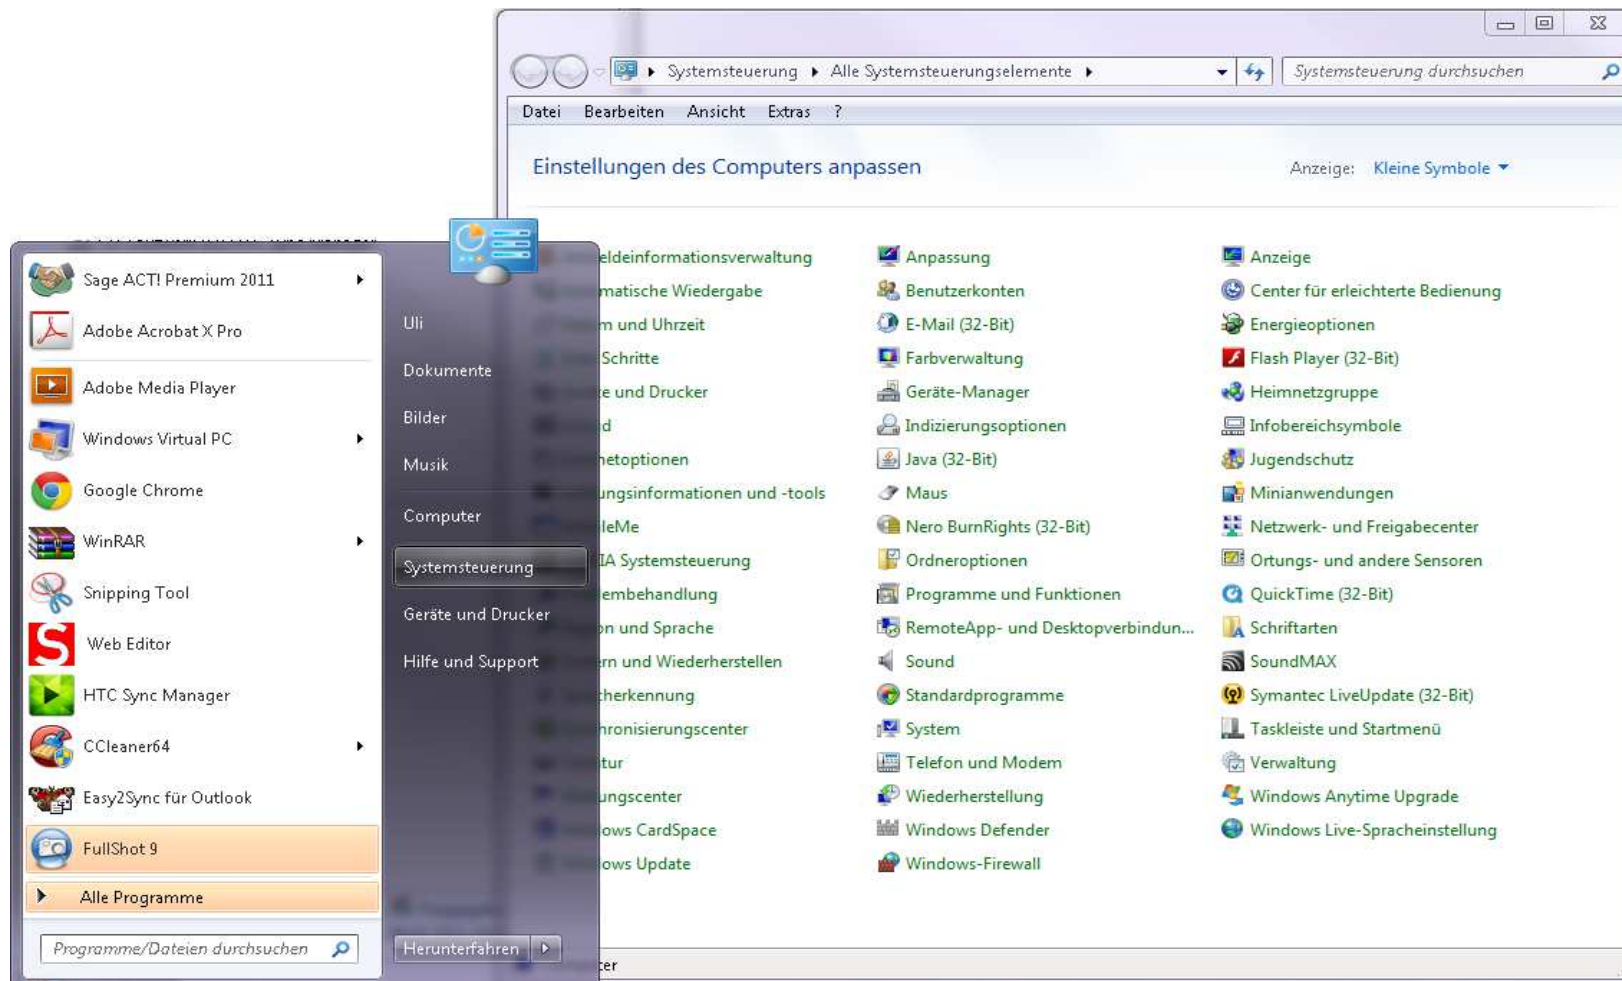 Systemsteuerung
Alle Systemsteuerungselemente
Systemsteuerung durchsuchen
Datei Bearbeiten Ansicht Extras ?
Einstellungen des Computers anpassen
Anzeige: Kleine Symbole
Sage ACT! Premium 2011
Adobe Acrobat X Pro
Adobe Media Player
Windows Virtual PC
Google Chrome
WinRAR
Snipping Tool
Web Editor
HTC Sync Manager
CCleaner64
Easy2Sync für Outlook
FullShot 9
Alle Programme
Programme/Dateien durchsuchen
Uli
Dokumente
Bilder
Musik
Computer
Systemsteuerung
Geräte und Drucker
Hilfe und Support
Herunterfahren
eldeinformationsverwaltung
matische Wiedergabe
m und Uhrzeit
Schritte
e und Drucker
d
netoptionen
ungsinformationen und -tools
leMe
IA Systemsteuerung
embehandlung
on und Sprache
rn und Wiederherstellen
cherkennung
hronisierungscenter
tur
ungscenter
ows CardSpace
ows Update
Anpassung
Benutzerkonten
E-Mail (32-Bit)
Farbverwaltung
Geräte-Manager
Indizierungsoptionen
Java (32-Bit)
Maus
Nero BurnRights (32-Bit)
Ordneroptionen
Programme und Funktionen
RemoteApp- und Desktopverbindun...
Sound
Standardprogramme
System
Telefon und Modem
Wiederherstellung
Windows Defender
Windows-Firewall
Anzeige
Center für erleichterte Bedienung
Energieoptionen
Flash Player (32-Bit)
Heimnetzgruppe
Infobereichsymbole
Jugendschutz
Minianwendungen
Netzwerk- und Freigabecenter
Ortungs- und andere Sensoren
QuickTime (32-Bit)
Schriftarten
SoundMAX
Symantec LiveUpdate (32-Bit)
Taskleiste und Startmenü
Verwaltung
Windows Anytime Upgrade
Windows Live-Spracheinstellung
ter